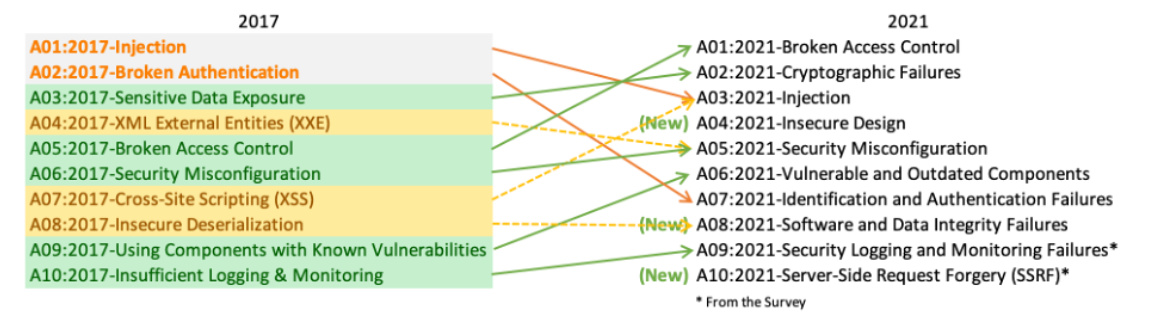 2017 2021
A01:2017-Injection A01:2021-Broken Access Control
A02:2017-Broken Authentication A02:2021-Cryptographic Failures
A03:2017-Sensitive Data Exposure A03:2021-Injection
A04:2017-XML External Entities (XXE) (New) A04:2021-Insecure Design
A05:2017-Broken Access Control A05:2021-Security Misconfiguration
A06:2017-Security Misconfiguration A06:2021-Vulnerable and Outdated Components
A07:2017-Cross-Site Scripting (XSS) A07:2021-Identification and Authentication Failures
A08:2017-Insecure Deserialization (New) A08:2021-Software and Data Integrity Failures
A09:2017-Using Components with Known Vulnerabilities A09:2021-Security Logging and Monitoring Failures*
A10:2017-Insufficient Logging & Monitoring (New) A10:2021-Server-Side Request Forgery (SSRF)*
* From the Survey